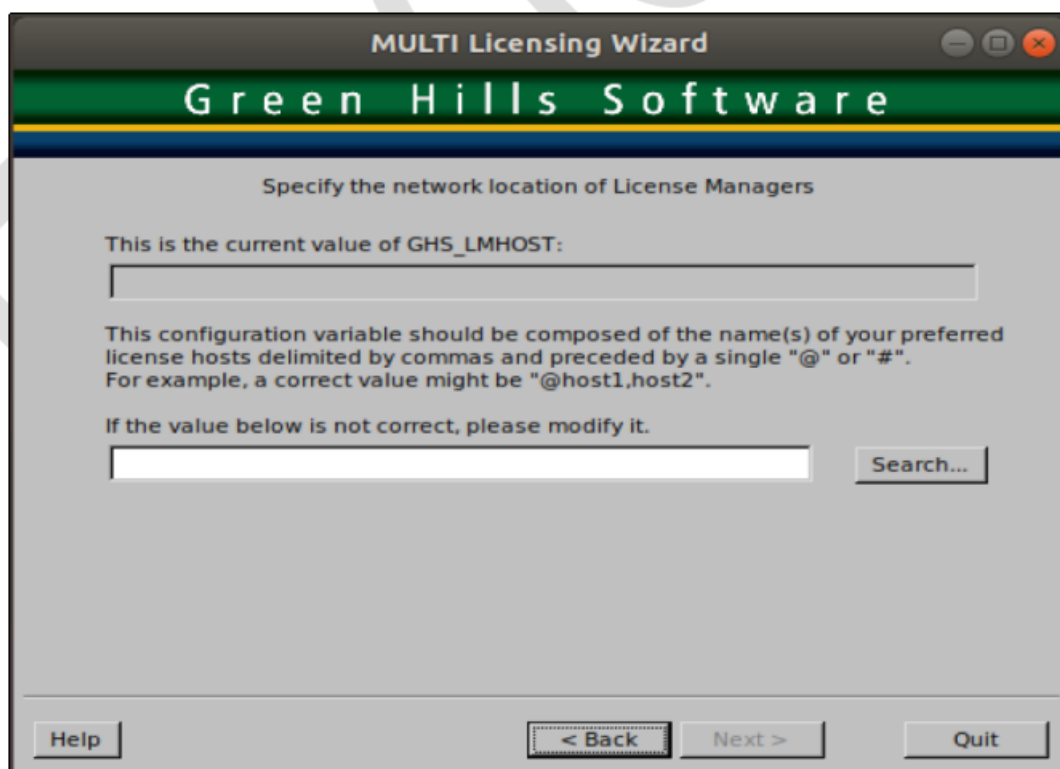 MULTI Licensing Wizard
Green Hills Software
Specify the network location of License Managers
This is the current value of GHS_LMHOST:
This configuration variable should be composed of the name(s) of your preferred
license hosts delimited by commas and preceded by a single "@" or "#".
For example, a correct value might be "@host1,host2".
If the value below is not correct, please modify it.
Search...
Help
< Back
Next >
Quit